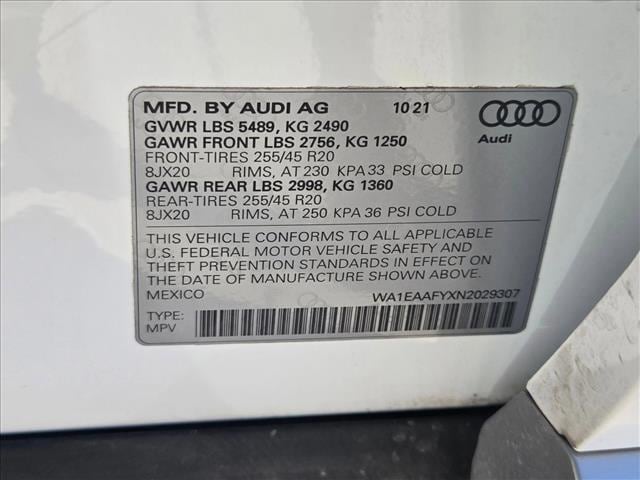 MFD. BY AUDI AG 10 21
GVWR LBS 5489, KG 2490
GAWR FRONT LBS 2756, KG 1250
FRONT-TIRES 255/45 R20
8JX20 RIMS, AT 230 KPA 33 PSI COLD
GAWR REAR LBS 2998, KG 1360
REAR-TIRES 255/45 R20
8JX20 RIMS, AT 250 KPA 36 PSI COLD
Audi
THIS VEHICLE CONFORMS TO ALL APPLICABLE
U.S. FEDERAL MOTOR VEHICLE SAFETY AND
THEFT PREVENTION STANDARDS IN EFFECT ON
THE DATE OF MANUFACTURE SHOWN ABOVE.
MEXICO WA1EAAFYXN2029307
TYPE:
MPV